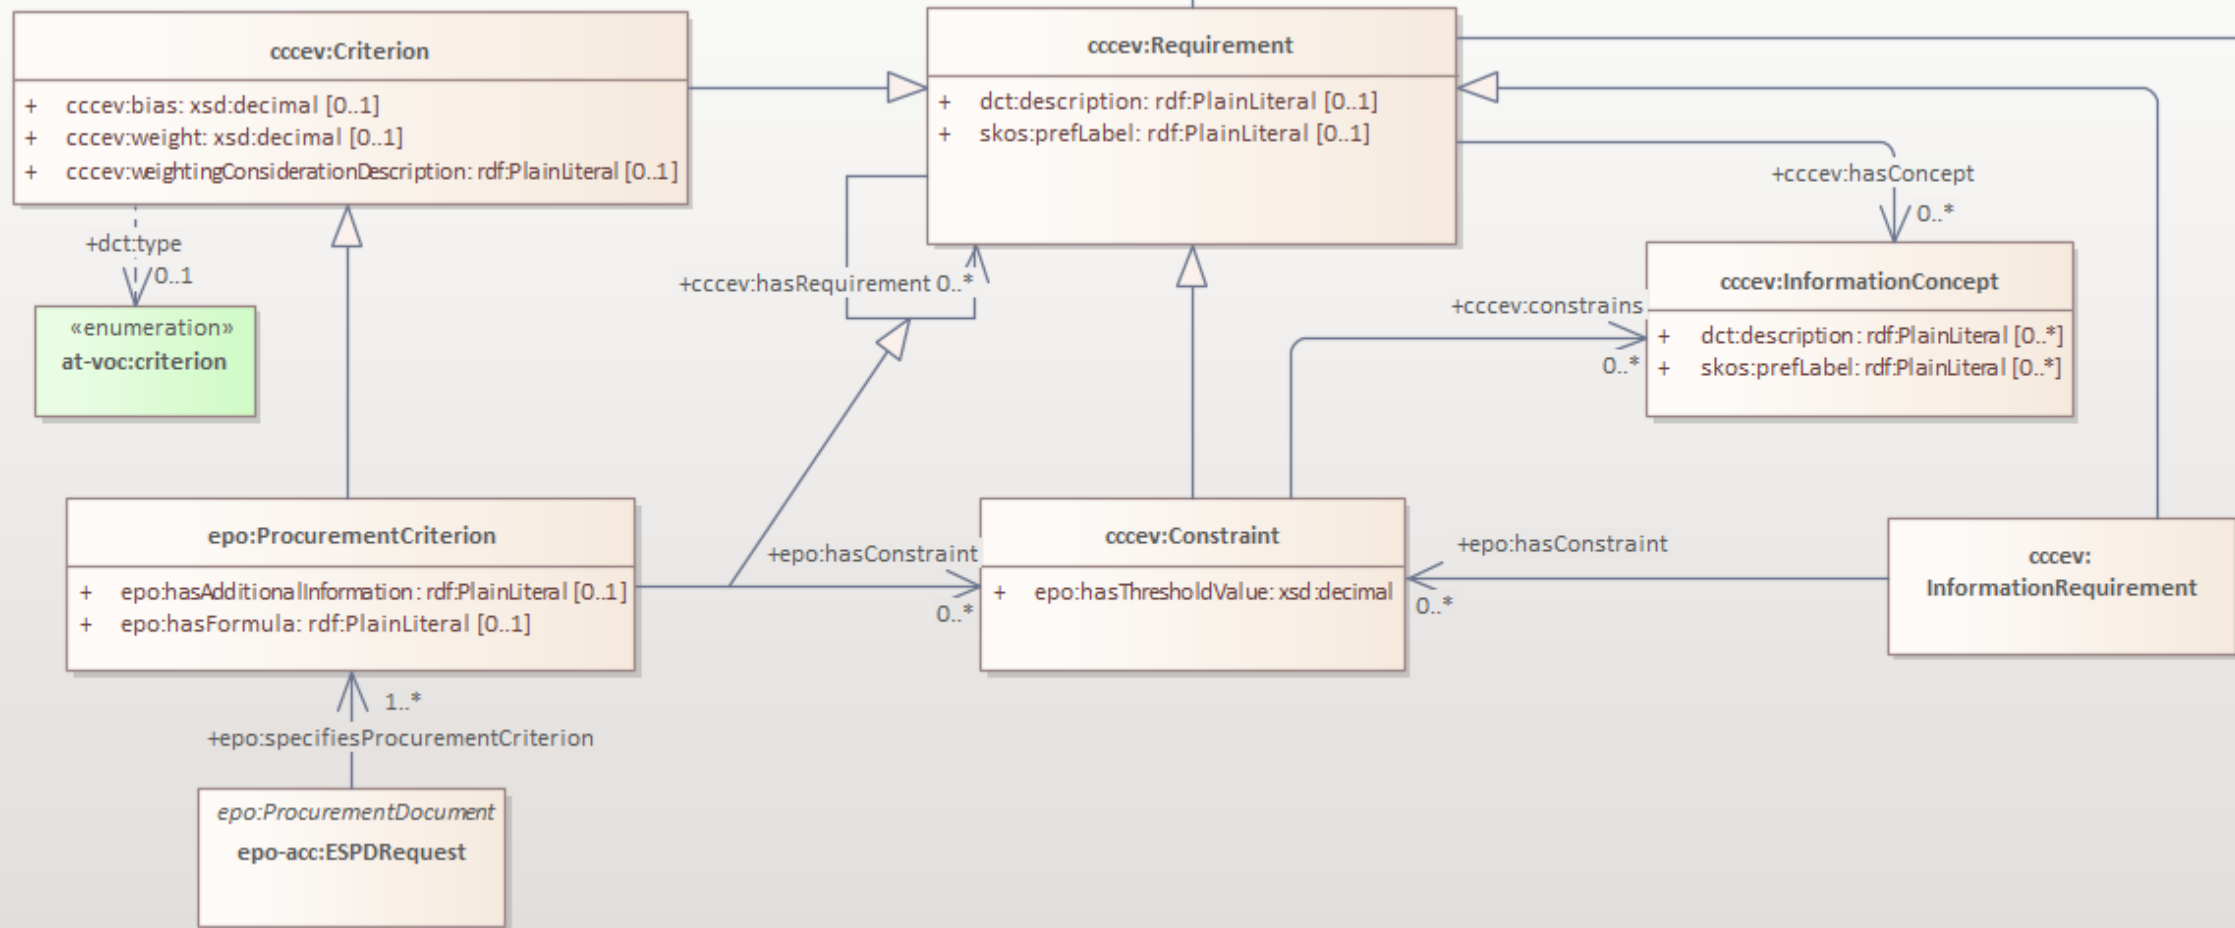 cccev:Criterion
+ cccev:bias: xsd:decimal [0..1]
+ cccev:weight: xsd:decimal [0..1]
+ cccev:weightingConsiderationDescription: rdf:PlainLiteral [0..1]
cccev:Requirement
+ dct:description: rdf:PlainLiteral [0..1]
+ skos:prefLabel: rdf:PlainLiteral [0..1]
+cccev:hasConcept
0..*
+dct:type
0..1
«enumeration»
at-voc:criterion
+cccev:hasRequirement 0..*
cccev:InformationConcept
+ dct:description: rdf:PlainLiteral [0..*]
+ skos:prefLabel: rdf:PlainLiteral [0..*]
+cccev:constrains
0..*
epo:ProcurementCriterion
+ epo:hasAdditionalInformation: rdf:PlainLiteral [0..1]
+ epo:hasFormula: rdf:PlainLiteral [0..1]
+epo:hasConstraint
0..*
cccev:Constraint
+ epo:hasThresholdValue: xsd:decimal
+epo:hasConstraint
0..*
cccev:
InformationRequirement
1..*
+epo:specifiesProcurementCriterion
epo:ProcurementDocument
epo-acc:ESPDRequest